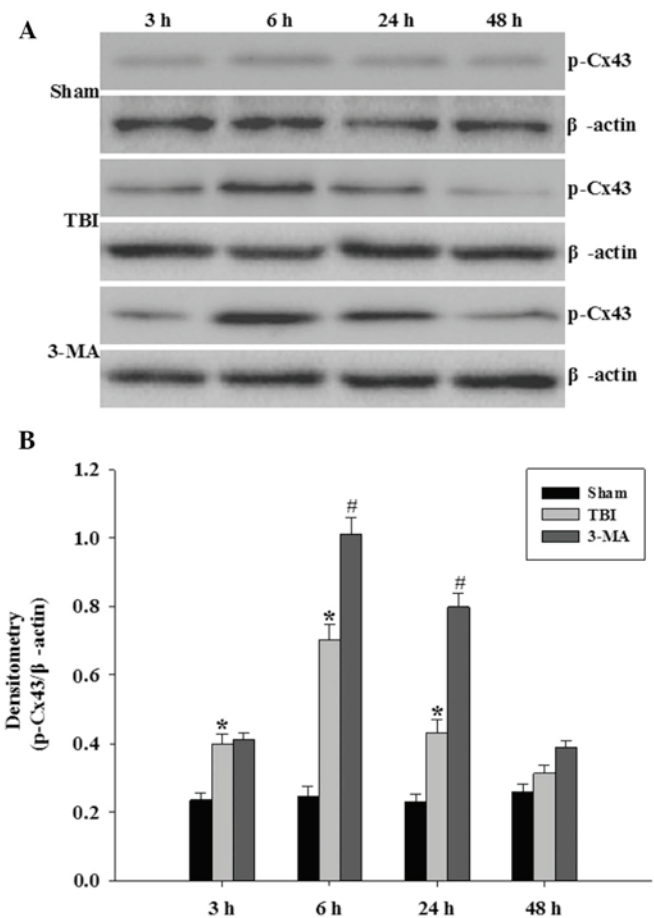 A
3 h 6 h 24 h 48 h
p-Cx43
Sham
β -actin
p-Cx43
TBI
β -actin
p-Cx43
3-MA
β -actin
B
Densitometry
(p-Cx43/β -actin)
1.2
1.0
0.8
0.6
0.4
0.2
0.0
Sham
TBI
3-MA
#
#
*
*
*
3 h 6 h 24 h 48 h